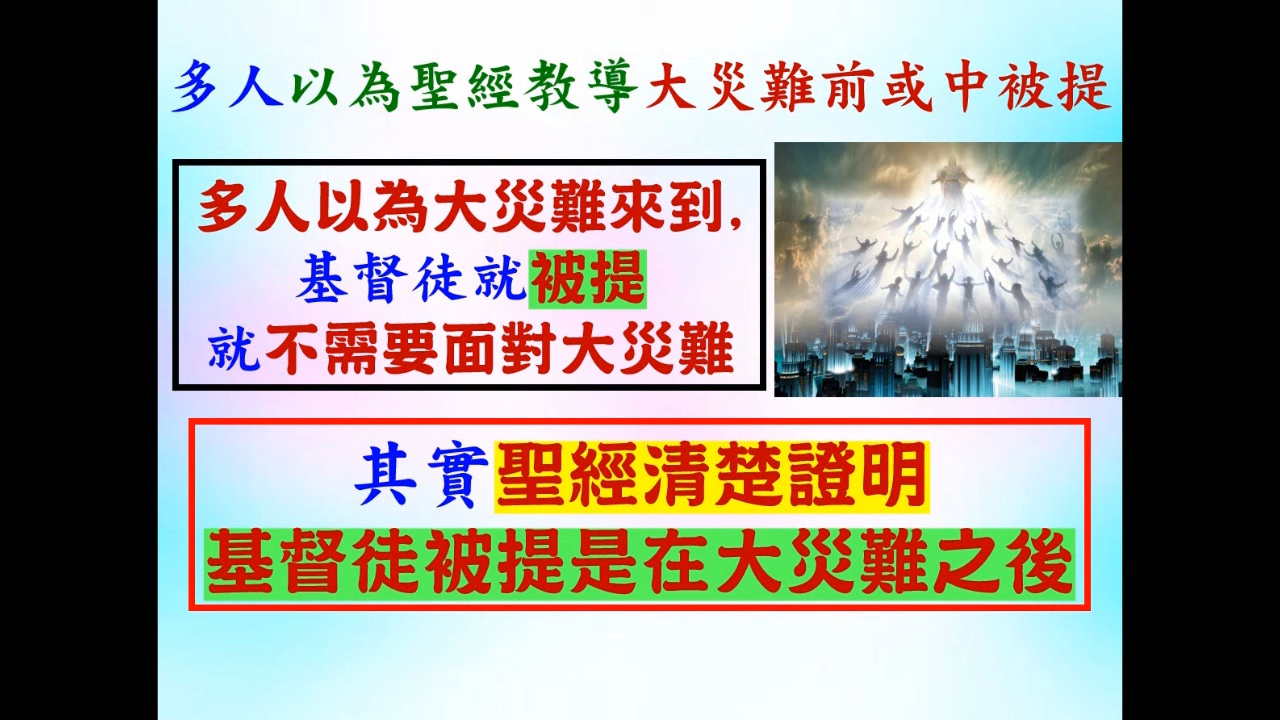 多人以為聖經教導大災難前或中被提
多人以為大災難來到,
基督徒就被提
就不需要面對大災難
其實聖經清楚證明
基督徒被提是在大災難之後